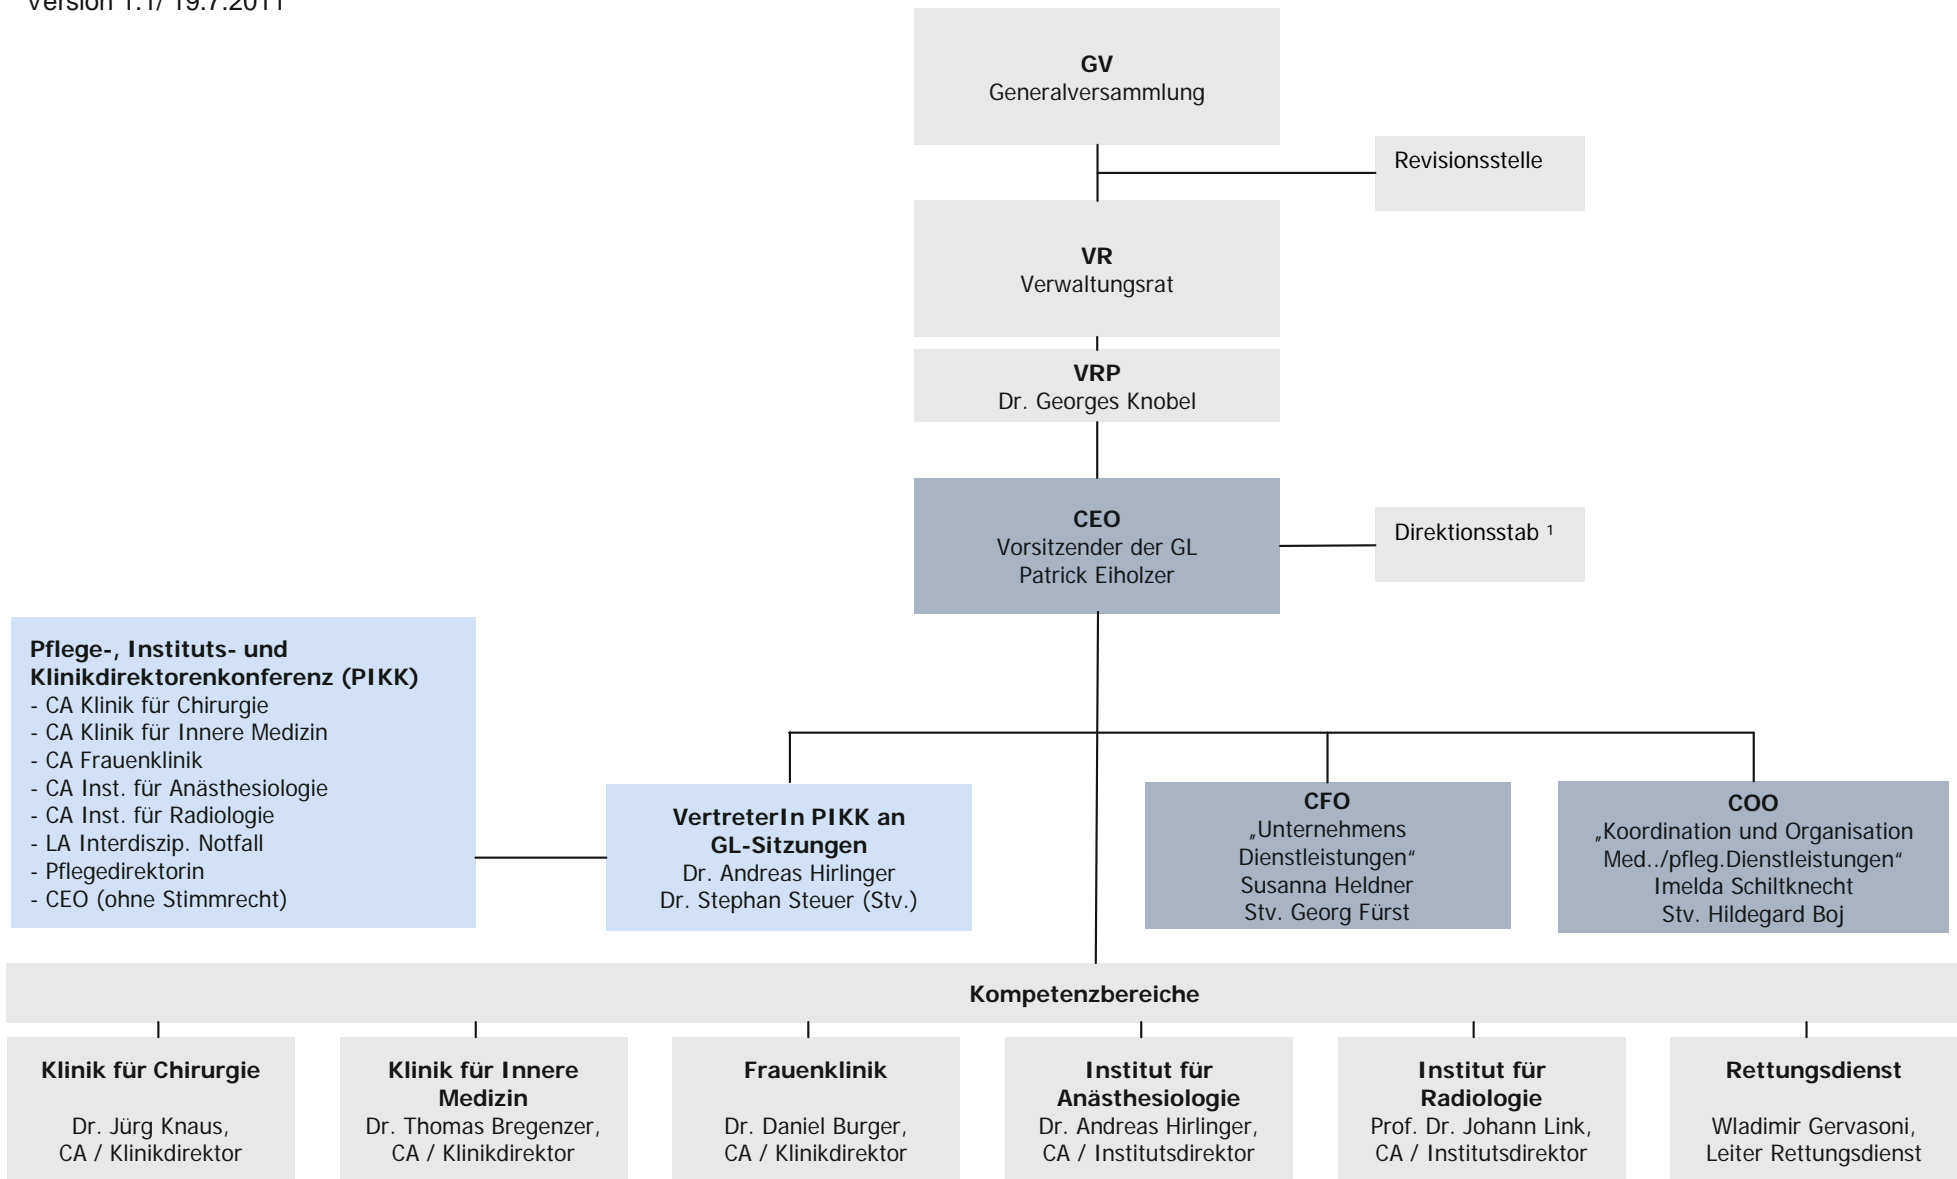 Version 1.1/ 19.7.2011
GV
Generalversammlung
Revisionsstelle
VR
Verwaltungsrat
VRP
Dr. Georges Knobel
CEO
Vorsitzender der GL
Patrick Eiholzer
Direktionsstab ¹
Pflege-, Instituts- und
Klinikdirektorenkonferenz (PIKK)
- CA Klinik für Chirurgie
- CA Klinik für Innere Medizin
- CA Frauenklinik
- CA Inst. für Anästhesiologie
- CA Inst. für Radiologie
- LA Interdiszip. Notfall
- Pflegedirektorin
- CEO (ohne Stimmrecht)
VertreterIn PIKK an
GL-Sitzungen
Dr. Andreas Hirlinger
Dr. Stephan Steuer (Stv.)
CFO
„Unternehmens
Dienstleistungen“
Susanna Heldner
Stv. Georg Fürst
COO
„Koordination und Organisation
Med../pfleg.Dienstleistungen“
Imelda Schiltknecht
Stv. Hildegard Boj
Kompetenzbereiche
Klinik für Chirurgie
Dr. Jürg Knaus,
CA / Klinikdirektor
Klinik für Innere
Medizin
Dr. Thomas Bregenzer,
CA / Klinikdirektor
Frauenklinik
Dr. Daniel Burger,
CA / Klinikdirektor
Institut für
Anästhesiologie
Dr. Andreas Hirlinger,
CA / Institutsdirektor
Institut für
Radiologie
Prof. Dr. Johann Link,
CA / Institutsdirektor
Rettungsdienst
Wladimir Gervasoni,
Leiter Rettungsdienst